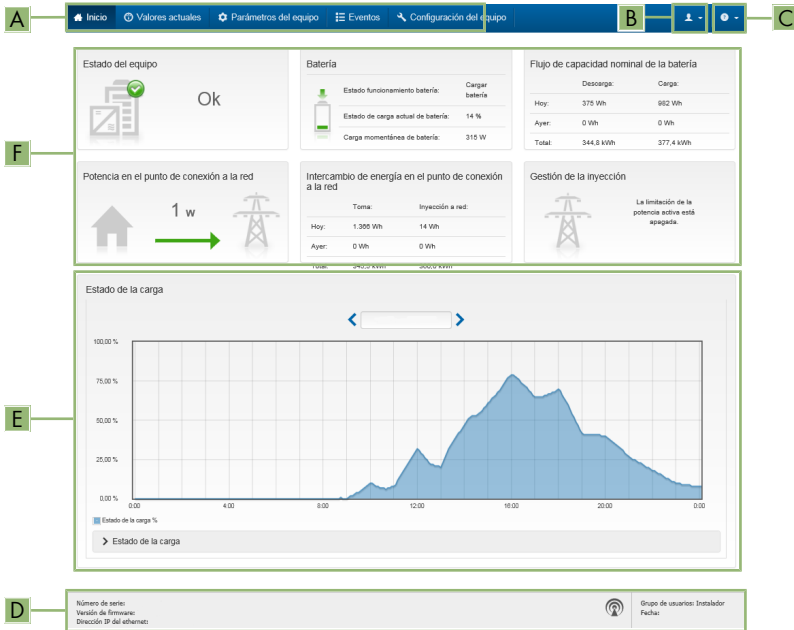 A
Inicio Valores actuales Parámetros del equipo Eventos Configuración del equipo
B
C
F
Estado del equipo
Ok
Batería
Estado funcionamiento batería: Cargar batería
Estado de carga actual de batería: 14 %
Carga momentánea de batería: 315 W
Flujo de capacidad nominal de la batería
Descarga: Carga:
Hoy: 375 Wh 982 Wh
Ayer: 0 Wh 0 Wh
Total: 344,8 kWh 377,4 kWh
Potencia en el punto de conexión a la red
1 w
Intercambio de energía en el punto de conexión
a la red
Toma: Inyección a red:
Hoy: 1.366 Wh 14 Wh
Ayer: 0 Wh 0 Wh
Total:
Gestión de la inyección
La limitación de la
potencia activa está
apagada.
E
Estado de la carga
100,00 %
75,00 %
50,00 %
25,00 %
0,00 %
0:00 4:00 8:00 12:00 16:00 20:00 0:00
Estado de la carga %
Estado de la carga
D
Número de serie:
Versión de firmware:
Dirección IP del ethernet:
Grupo de usuarios: Instalador
Fecha: